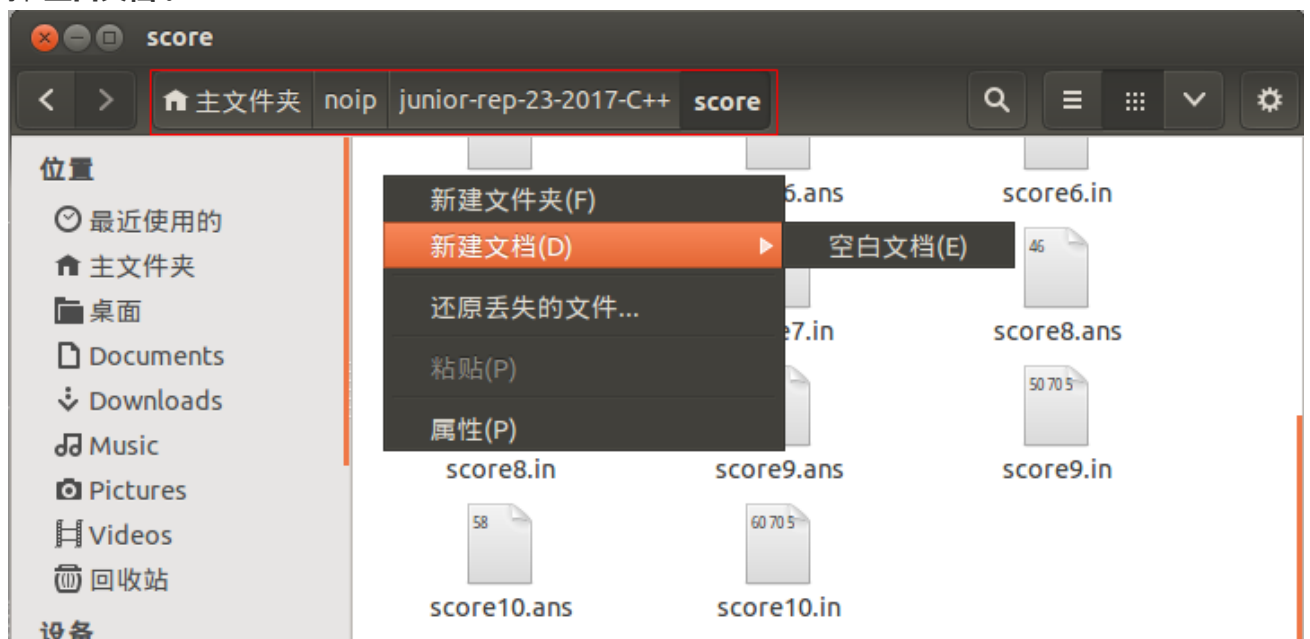 score
主文件夹 noip junior-rep-23-2017-C++ score
位置
最近使用的
主文件夹
桌面
Documents
Downloads
Music
Pictures
Videos
回收站
设备
新建文件夹(F)
新建文档(D)
空白文档(E)
还原丢失的文件...
粘贴(P)
属性(P)
6.ans
score6.in
46
7.in
score8.ans
50 70 5
score8.in
score9.ans
score9.in
58
60 70 5
score10.ans
score10.in